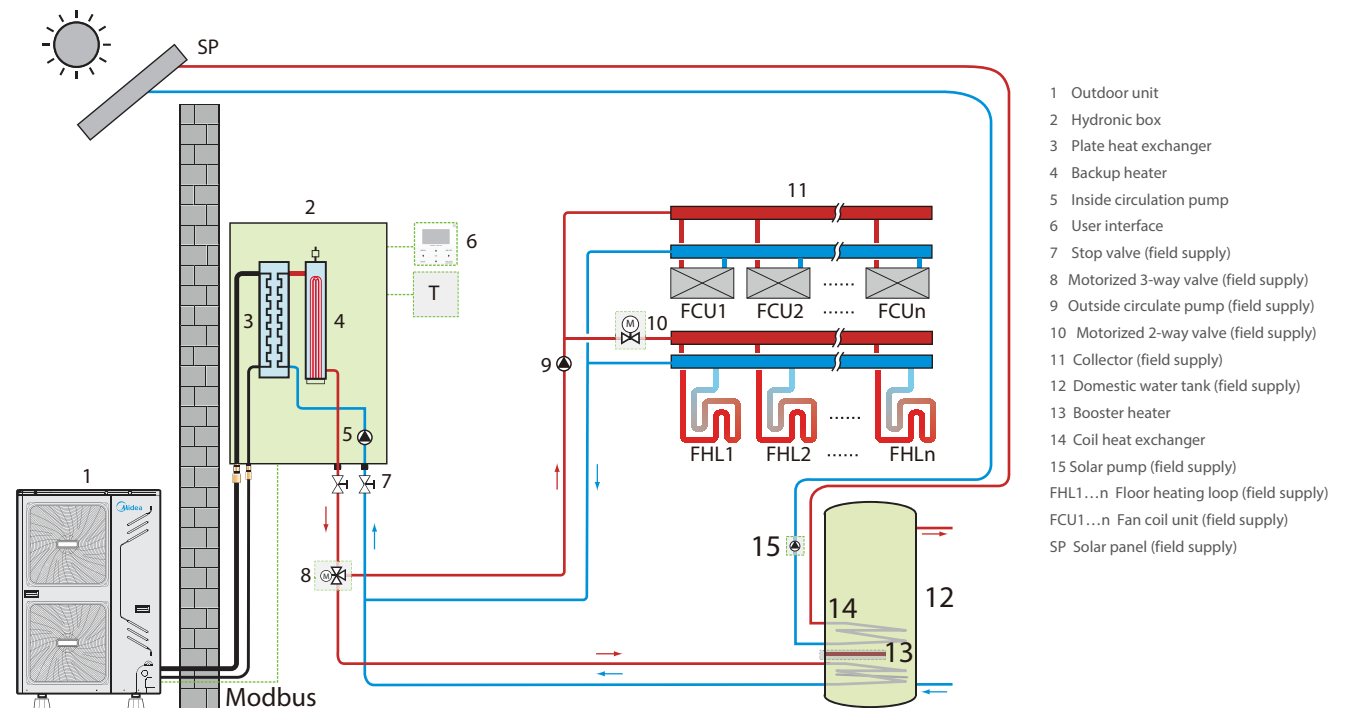 SP
1 Outdoor unit
2 Hydronic box
3 Plate heat exchanger
4 Backup heater
5 Inside circulation pump
6 User interface
7 Stop valve (field supply)
8 Motorized 3-way valve (field supply)
9 Outside circulate pump (field supply)
10 Motorized 2-way valve (field supply)
11 Collector (field supply)
12 Domestic water tank (field supply)
13 Booster heater
14 Coil heat exchanger
15 Solar pump (field supply)
FHL1...n Floor heating loop (field supply)
FCU1...n Fan coil unit (field supply)
SP Solar panel (field supply)
11
2
6
T
3
4
FCU1 FCU2 ...... FCUn
......
M
10
9
5
FHL1 FHL2 ...... FHLn
......
1
7
Midea
15
8
M
12
14
13
Modbus